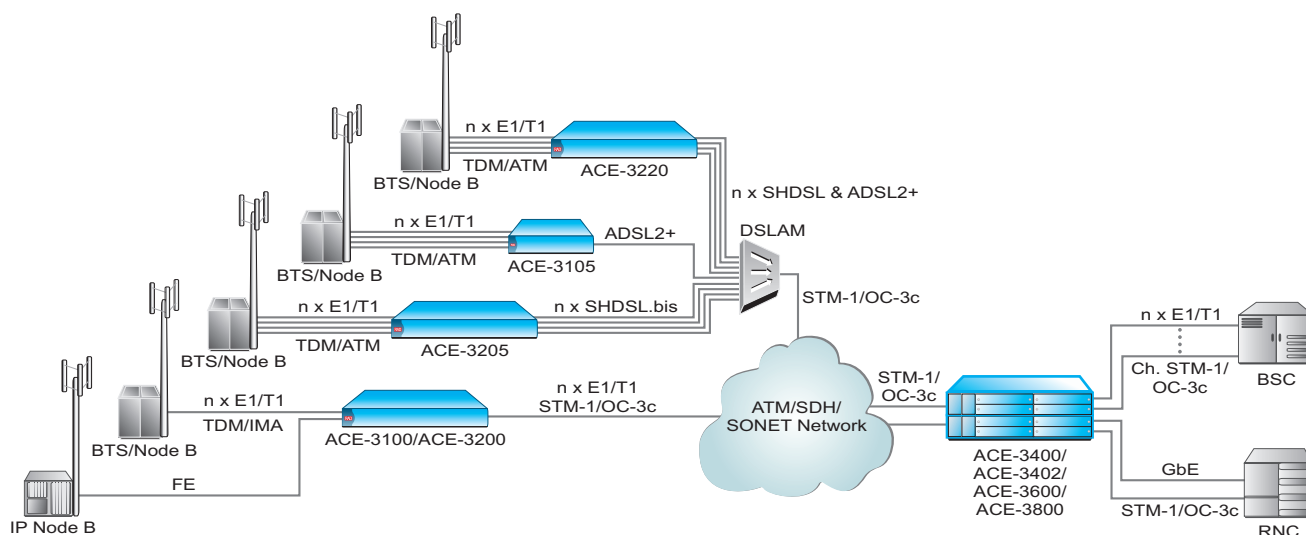 n x E1/T1
TDM/ATM
BTS/Node B
ACE-3220
n x SHDSL & ADSL2+
n x E1/T1
TDM/ATM
BTS/Node B
ACE-3105
ADSL2+
DSLAM
STM-1/OC-3c
n x E1/T1
TDM/ATM
BTS/Node B
ACE-3205
n x SHDSL.bis
n x E1/T1
TDM/IMA
BTS/Node B
ACE-3100/ACE-3200
n x E1/T1
STM-1/OC-3c
FE
IP Node B
ATM/SDH/
SONET Network
STM-1/
OC-3c
ACE-3400/
ACE-3402/
ACE-3600/
ACE-3800
n x E1/T1
Ch. STM-1/
OC-3c
BSC
GbE
STM-1/OC-3c
RNC